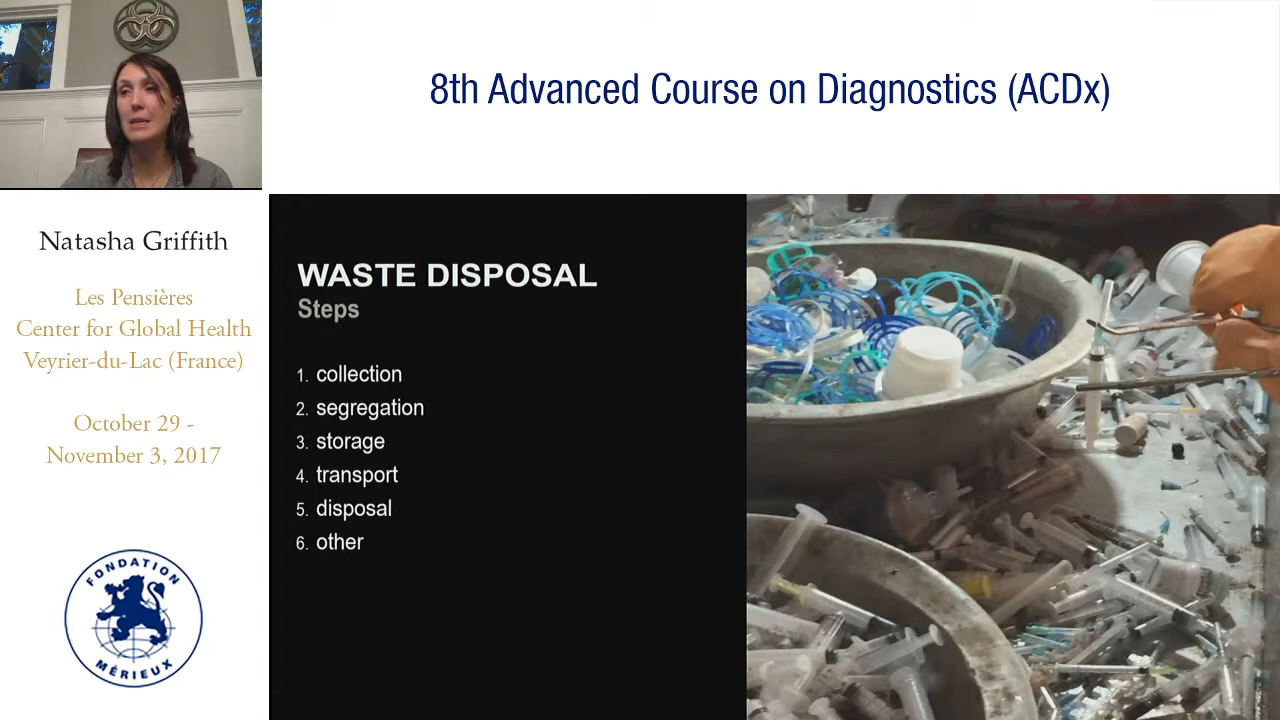 8th Advanced Course on Diagnostics (ACDx)
Natasha Griffith
Les Pensières
Center for Global Health
Veyrier-du-Lac (France)
October 29 -
November 3, 2017
FONDATION
MÉRIEUX
WASTE DISPOSAL
Steps
1. collection
2. segregation
3. storage
4. transport
5. disposal
6. other